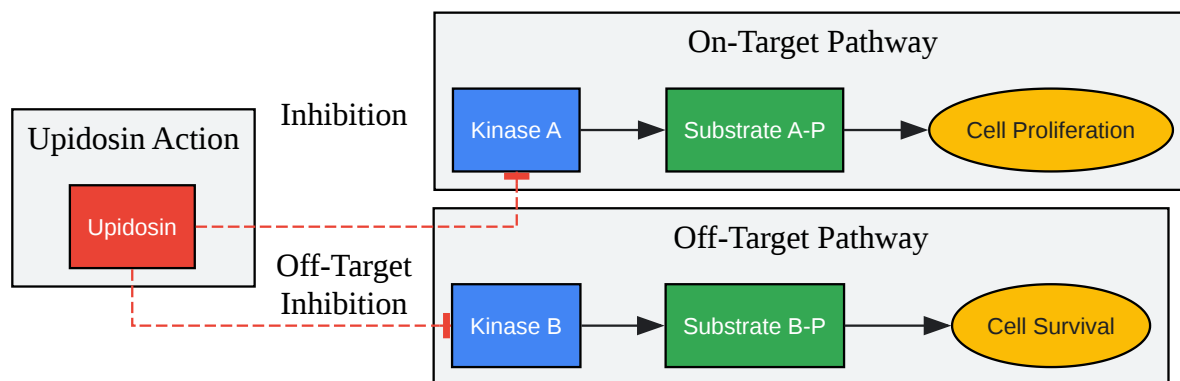 On-Target Pathway
Inhibition
Kinase A
Substrate A-P
Cell Proliferation
Upidosin Action
Upidosin
Off-Target Pathway
Off-Target
Inhibition
Kinase B
Substrate B-P
Cell Survival